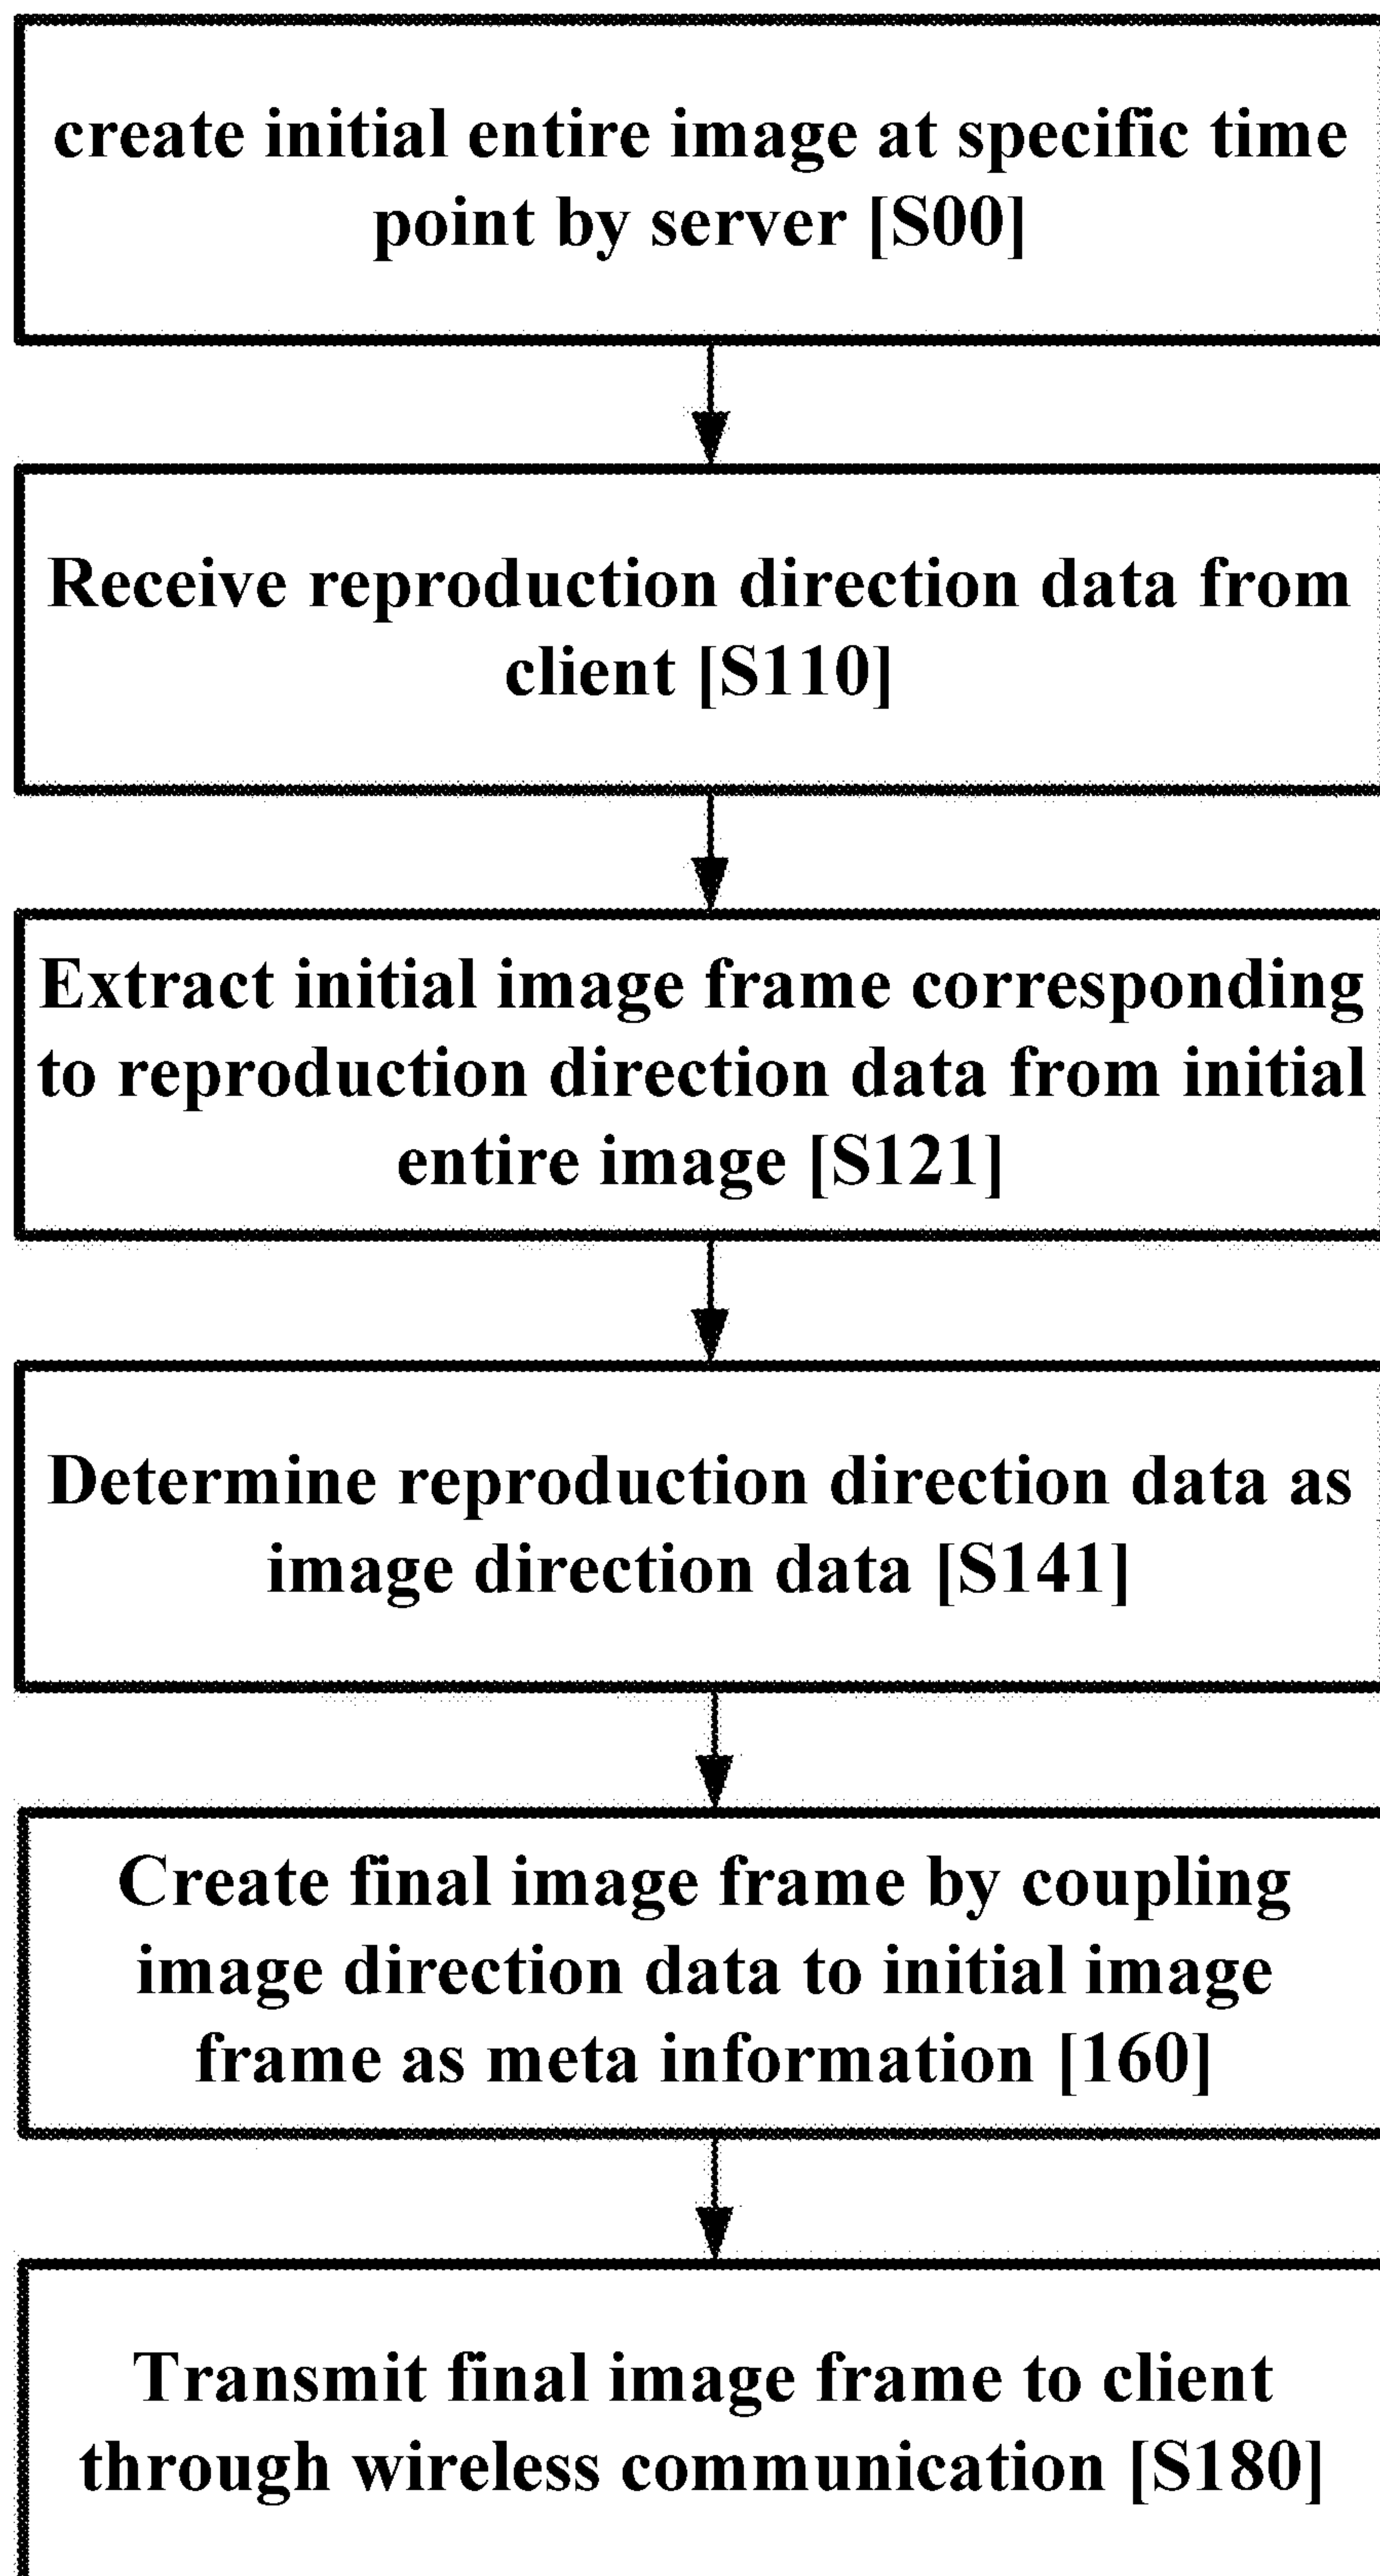 create initial entire image at specific time
point by server [S00]
Receive reproduction direction data from
client [S110]
Extract initial image frame corresponding
to reproduction direction data from initial
entire image [S121]
Determine reproduction direction data as
image direction data [S141]
Create final image frame by coupling
image direction data to initial image
frame as meta information [160]
Transmit final image frame to client
through wireless communication [S180]